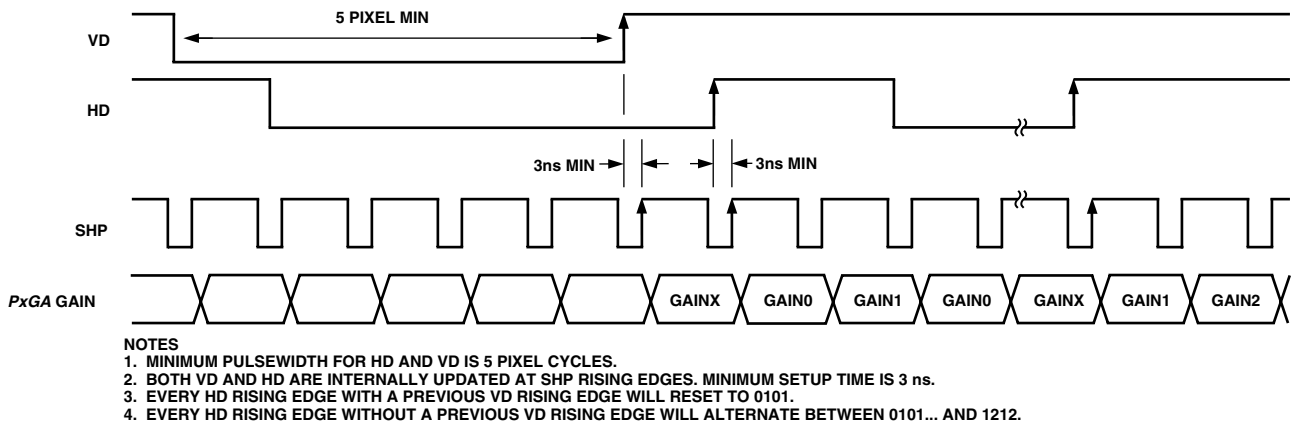 5 PIXEL MIN
VD
HD
3ns MIN
3ns MIN
SHP
PxGA GAIN
GAINX
GAIN0
GAIN1
GAIN0
GAINX
GAIN1
GAIN2
NOTES
1. MINIMUM PULSEWIDTH FOR HD AND VD IS 5 PIXEL CYCLES.
2. BOTH VD AND HD ARE INTERNALLY UPDATED AT SHP RISING EDGES. MINIMUM SETUP TIME IS 3 ns.
3. EVERY HD RISING EDGE WITH A PREVIOUS VD RISING EDGE WILL RESET TO 0101.
4. EVERY HD RISING EDGE WITHOUT A PREVIOUS VD RISING EDGE WILL ALTERNATE BETWEEN 0101... AND 1212.